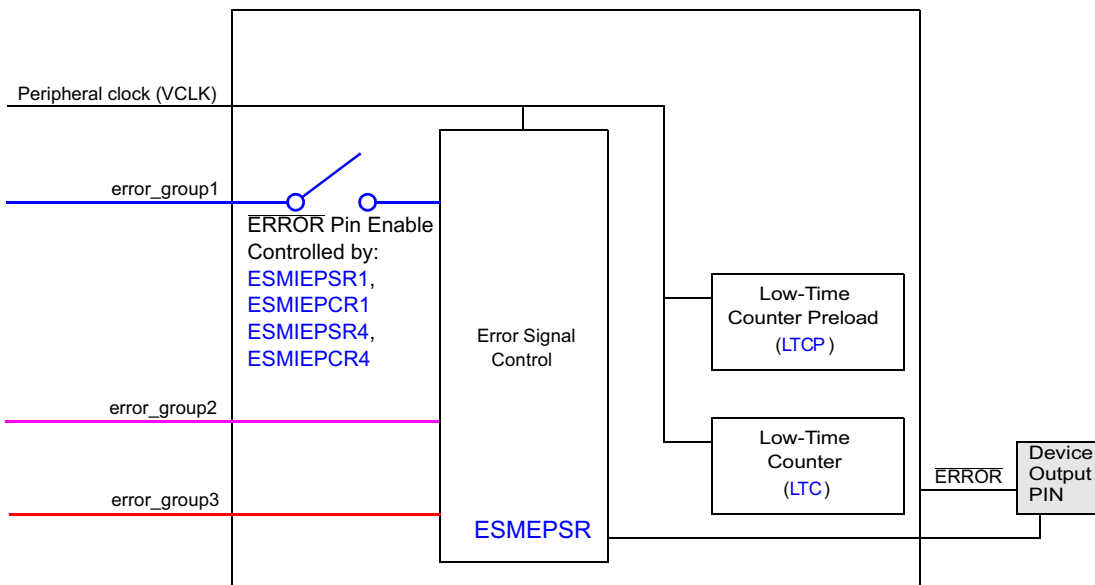 Peripheral clock (VCLK)
error_group1
ERROR Pin Enable
Controlled by:
ESMIEPSR1,
ESMIEPCR1
ESMIEPSR4,
ESMIEPCR4
Error Signal
Control
Low-Time
Counter Preload
(LTCP)
error_group2
Low-Time
Counter
(LTC)
ERROR
Device
Output
PIN
error_group3
ESMEPSR